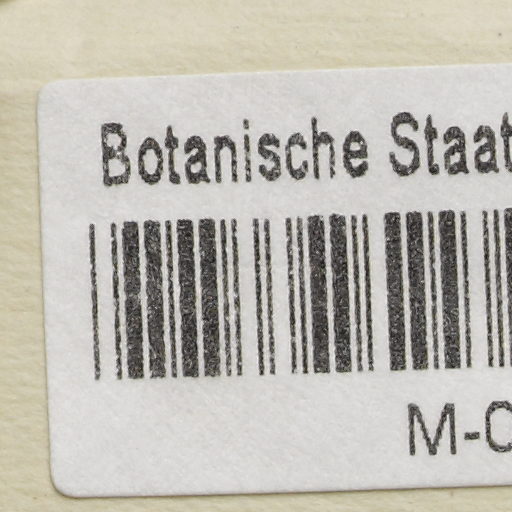 Botanische Staat
M-